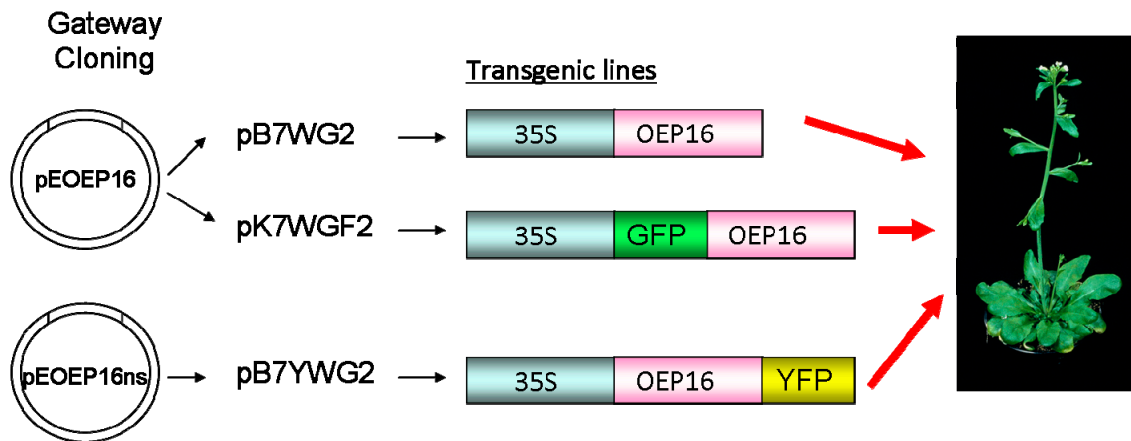 Gateway
Cloning
Transgenic lines
pEOEP16
pB7WG2
35S
OEP16
pK7WGF2
35S
GFP
OEP16
pEOEP16ns
pB7YWG2
35S
OEP16
YFP